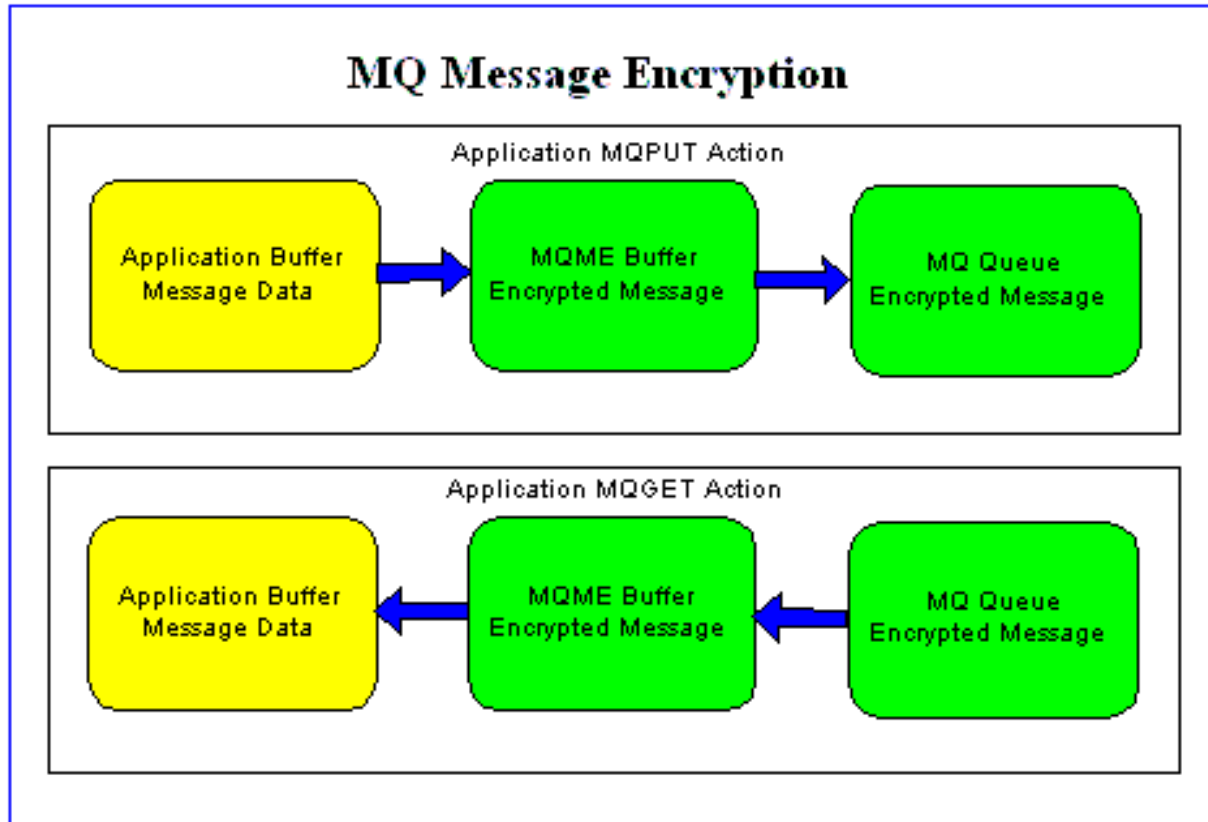 MQ Message Encryption
Application MQPUT Action
Application Buffer
Message Data
MQME Buffer
Encrypted Message
MQ Queue
Encrypted Message
Application MQGET Action
Application Buffer
Message Data
MQME Buffer
Encrypted Message
MQ Queue
Encrypted Message